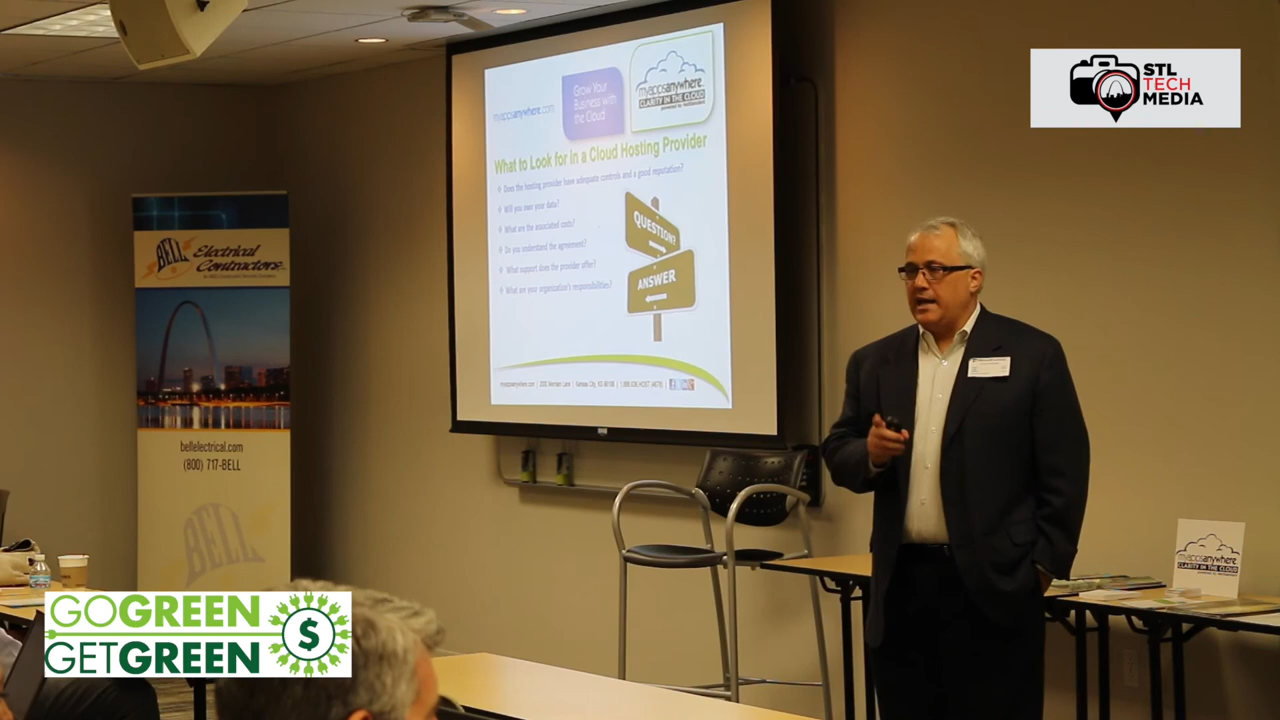 STL
TECH
MEDIA
myappsanywhere.com
Grow Your
Business with
the Cloud
myappsanywhere
CLARITY IN THE CLOUD
What to Look for in a Cloud Hosting Provider
Does the hosting provider have adequate controls and a good reputation?
Will you own your data?
What are the associated costs?
Do you understand the agreement?
What support does the provider offer?
What are your organization's responsibilities?
QUESTION?
ANSWER
BELL
Electrical
Contractors
bellelectrical.com
(800) 717-BELL
BELL
myappsanywhere
CLARITY IN THE CLOUD
GOGREEN
GETGREEN
$